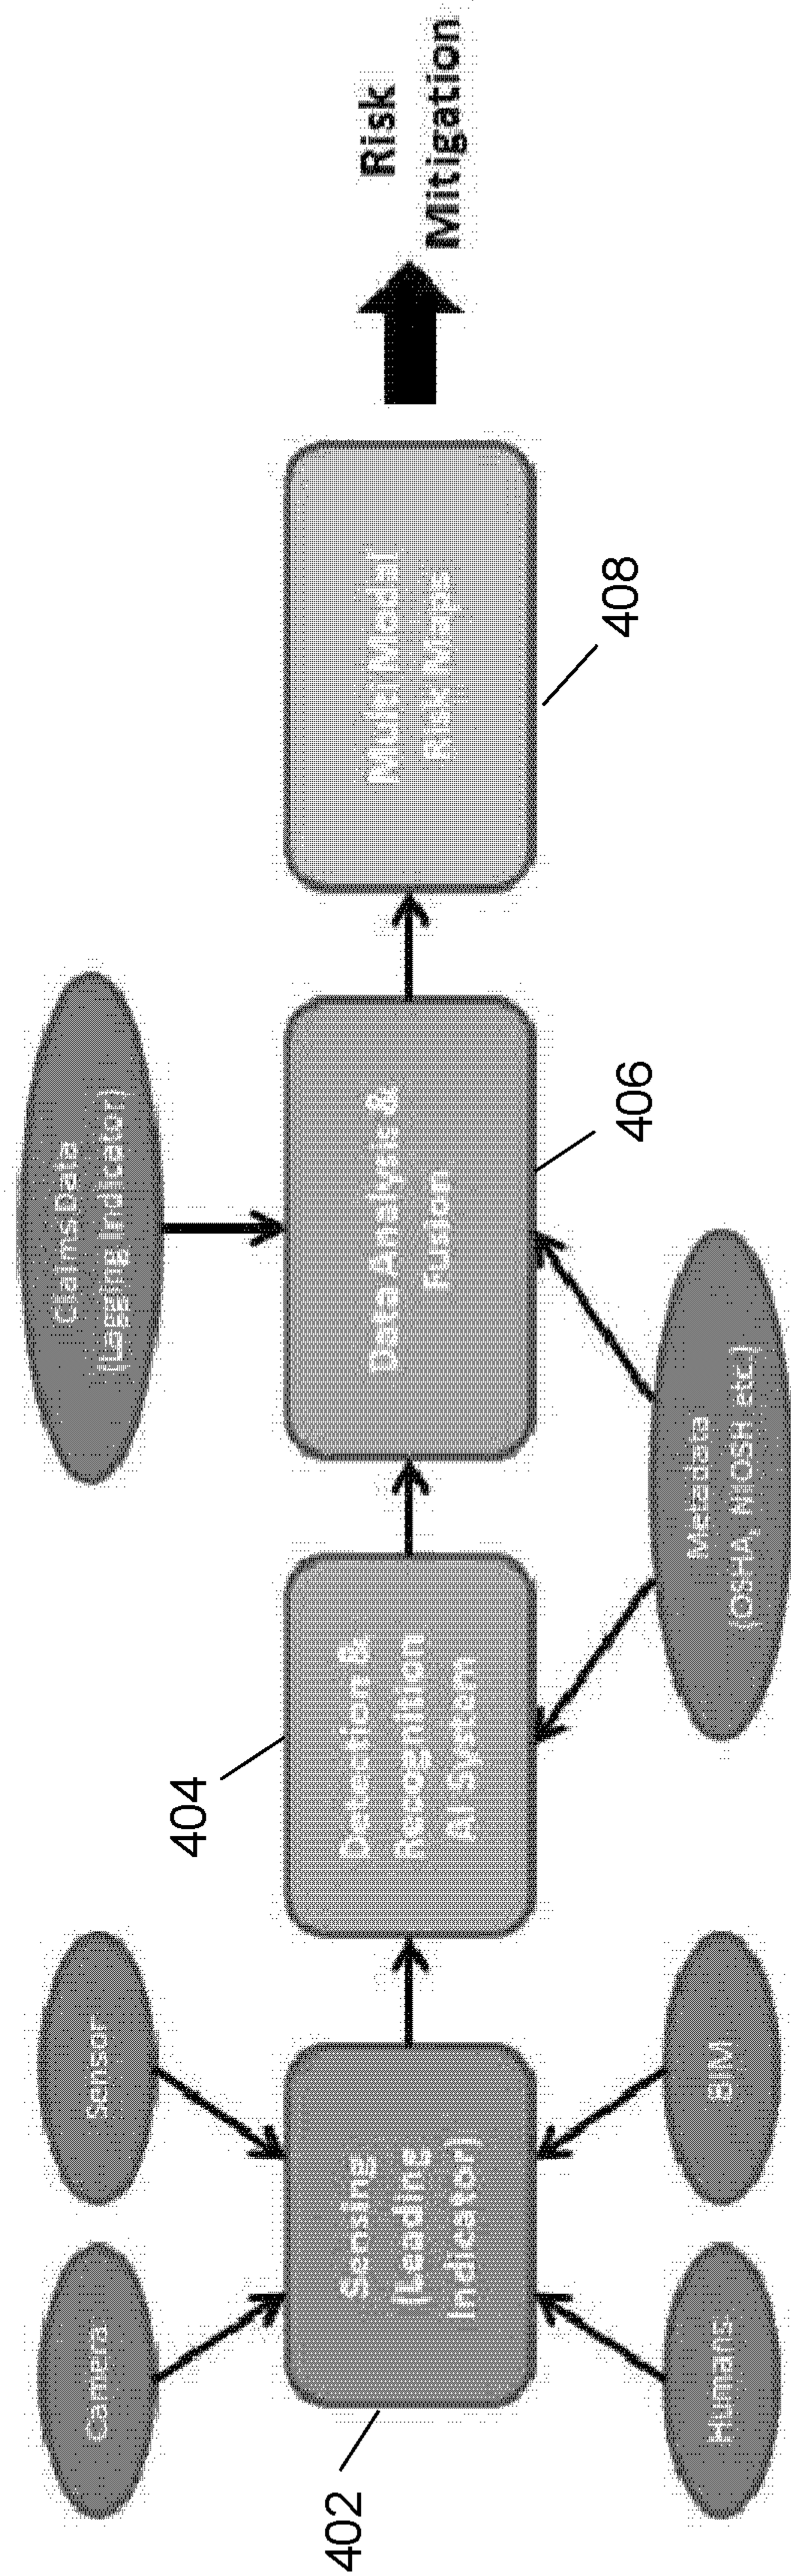 Camera
Sensor
Claims Data
(Lagging Indicator)
402
Sensing
(Leading
Indicator)
404
Detection &
Recognition
AI System
Data Analysis &
Fusion
406
Multi Modal
Risk Maps
408
Risk
Mitigation
Humans
BIM
Metadata
(OSHA, NIOSH etc.)